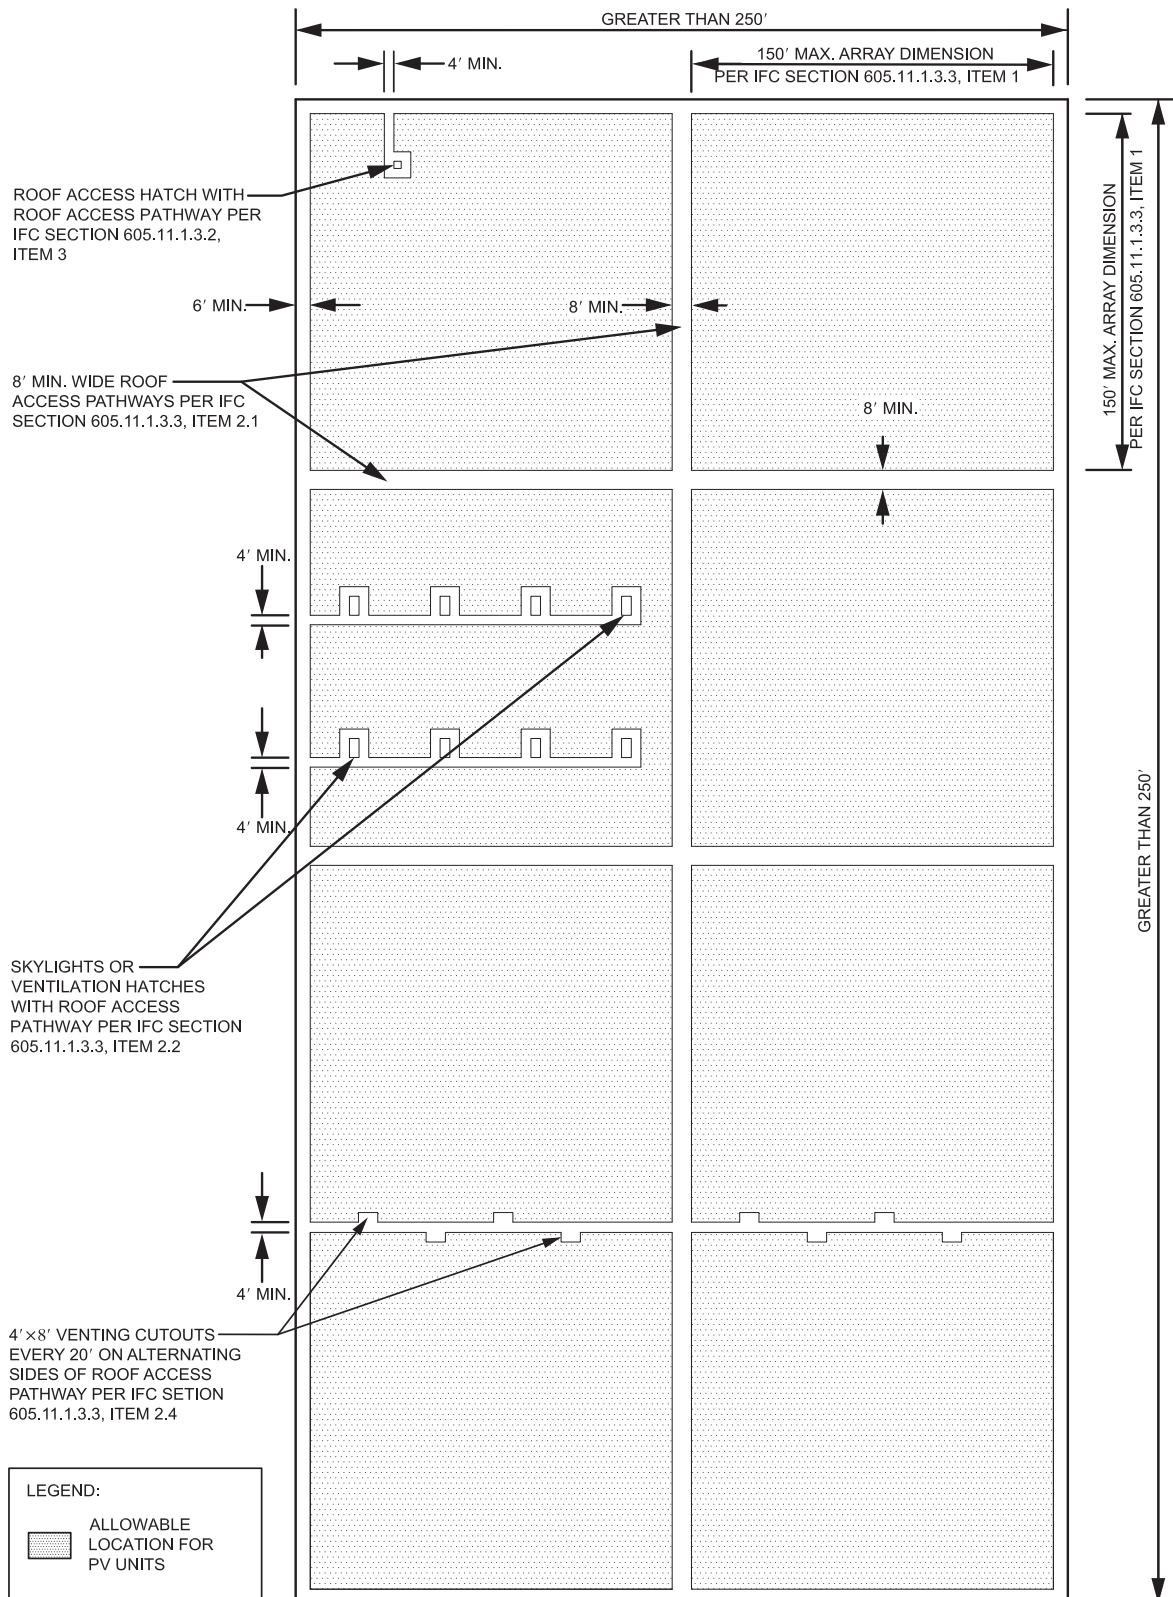 GREATER THAN 250′
4′ MIN.
150′ MAX. ARRAY DIMENSION
PER IFC SECTION 605.11.1.3.3, ITEM 1
ROOF ACCESS HATCH WITH
ROOF ACCESS PATHWAY PER
IFC SECTION 605.11.1.3.2,
ITEM 3
150′ MAX. ARRAY DIMENSION
PER IFC SECTION 605.11.1.3.3, ITEM 1
6′ MIN.
8′ MIN.
8′ MIN. WIDE ROOF
ACCESS PATHWAYS PER IFC
SECTION 605.11.1.3.3, ITEM 2.1
8′ MIN.
4′ MIN.
4′ MIN.
GREATER THAN 250′
SKYLIGHTS OR
VENTILATION HATCHES
WITH ROOF ACCESS
PATHWAY PER IFC SECTION
605.11.1.3.3, ITEM 2.2
4′ MIN.
4′×8′ VENTING CUTOUTS
EVERY 20′ ON ALTERNATING
SIDES OF ROOF ACCESS
PATHWAY PER IFC SETION
605.11.1.3.3, ITEM 2.4
LEGEND:
ALLOWABLE
LOCATION FOR
PV UNITS